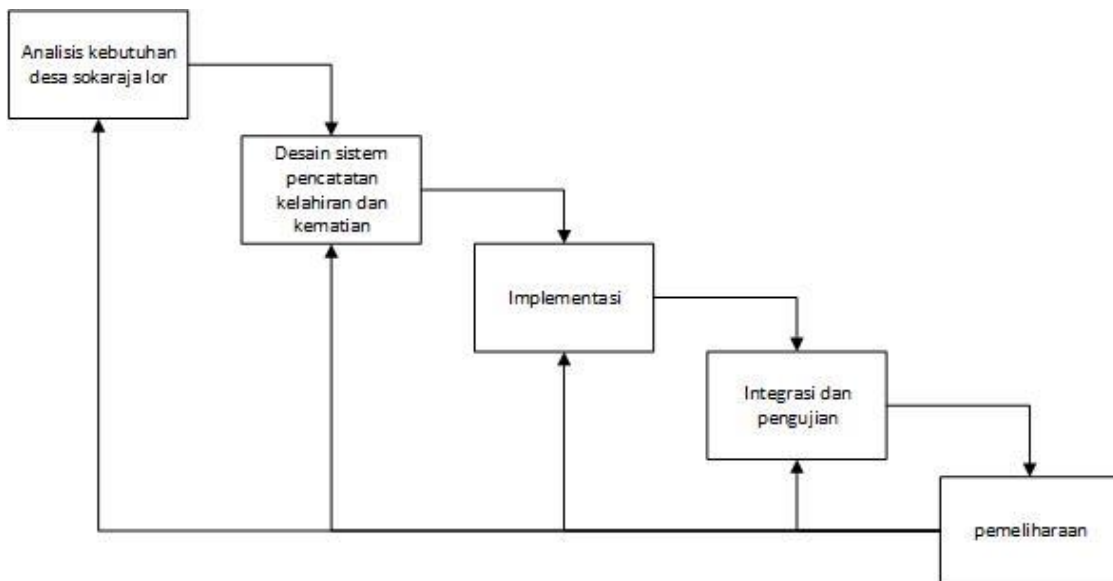 Analisis kebutuhan
desa sokaraja lor
Desain sistem
pencatatan
kelahiran dan
kematian
Implementasi
Integrasi dan
pengujian
pemeliharaan